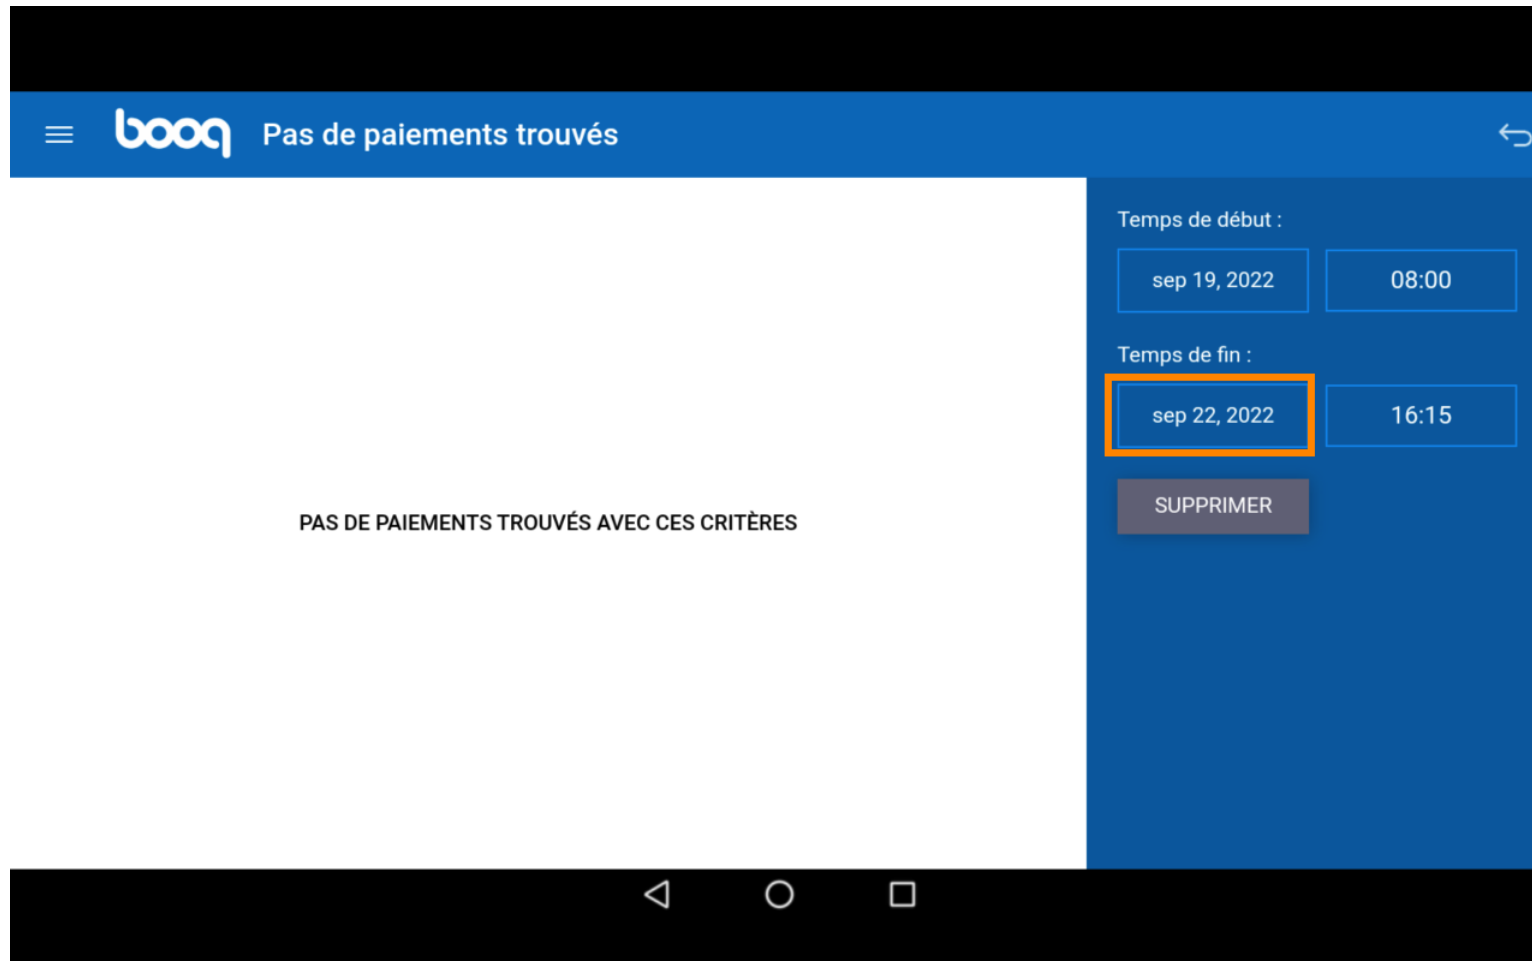 booq Pas de paiements trouvés
Temps de début :
sep 19, 2022 08:00
Temps de fin :
sep 22, 2022 16:15
SUPPRIMER
PAS DE PAIEMENTS TROUVÉS AVEC CES CRITÈRES